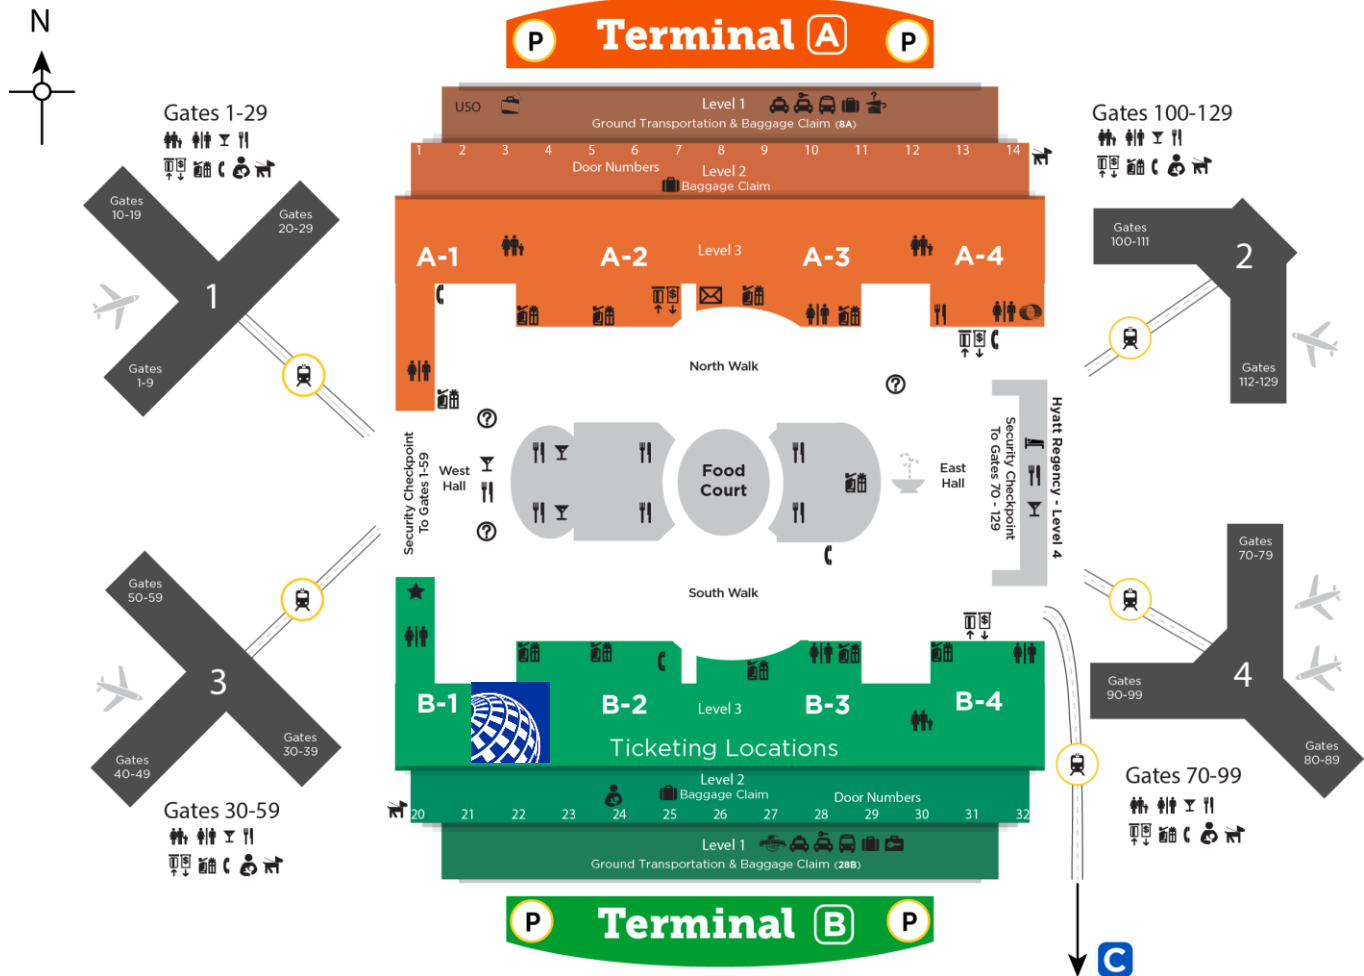 N
P
Terminal A
P
Gates 1-29
Gates 100-129
USO
Level 1
Ground Transportation & Baggage Claim (8A)
1 2 3 4 5 6 7 8 9 10 11 12 13 14
Door Numbers
Level 2
Baggage Claim
Gates
10-19
Gates
20-29
1
Gates
1-9
A-1
A-2
Level 3
A-3
A-4
Gates
100-111
2
Gates
112-129
North Walk
Security Checkpoint
To Gates 1-59
West
Hall
Food
Court
East
Hall
Security Checkpoint
To Gates 70 - 129
Hyatt Regency - Level 4
South Walk
Gates
50-59
3
Gates
30-39
Gates
40-49
Gates
70-79
Gates
90-99
4
Gates
80-89
B-1
B-2
Level 3
B-3
B-4
Ticketing Locations
Level 2
Baggage Claim
Door Numbers
20 21 22 23 24 25 26 27 28 29 30 31 32
Gates 30-59
Gates 70-99
Level 1
Ground Transportation & Baggage Claim (28B)
P
Terminal B
P
C